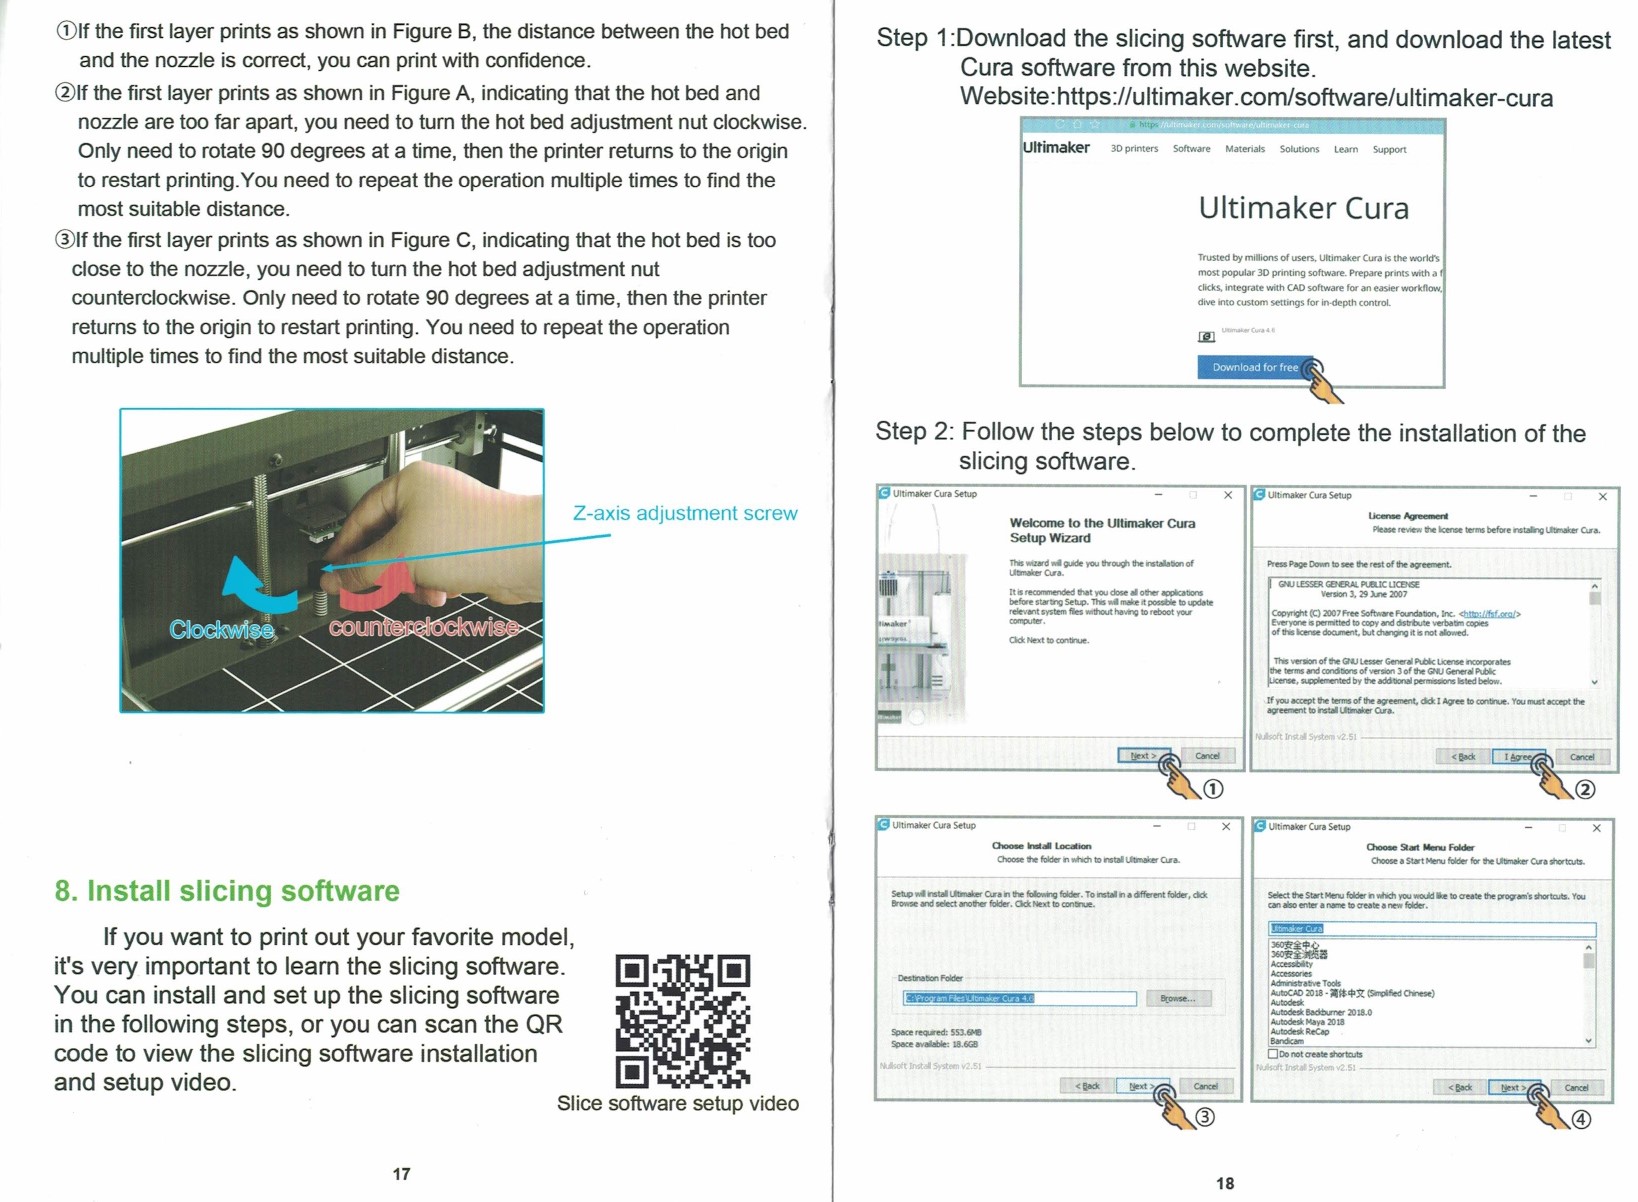 ①If the first layer prints as shown in Figure B, the distance between the hot bed
and the nozzle is correct, you can print with confidence.
②If the first layer prints as shown in Figure A, indicating that the hot bed and
nozzle are too far apart, you need to turn the hot bed adjustment nut clockwise.
Only need to rotate 90 degrees at a time, then the printer returns to the origin
to restart printing.You need to repeat the operation multiple times to find the
most suitable distance.
③If the first layer prints as shown in Figure C, indicating that the hot bed is too
close to the nozzle, you need to turn the hot bed adjustment nut
counterclockwise. Only need to rotate 90 degrees at a time, then the printer
returns to the origin to restart printing. You need to repeat the operation
multiple times to find the most suitable distance.
Z-axis adjustment screw
Clockwise
counterclockwise
8. Install slicing software
If you want to print out your favorite model,
it's very important to learn the slicing software.
You can install and set up the slicing software
in the following steps, or you can scan the QR
code to view the slicing software installation
and setup video.
Slice software setup video
17
Step 1:Download the slicing software first, and download the latest
Cura software from this website.
Website:https://ultimaker.com/software/ultimaker-cura
https://ultimaker.com/software/ultimaker-cura
Ultimaker 3D printers Software Materials Solutions Learn Support
Ultimaker Cura
Trusted by millions of users, Ultimaker Cura is the world's
most popular 3D printing software. Prepare prints with a f
clicks, integrate with CAD software for an easier workflow,
dive into custom settings for in-depth control.
Ultimaker Cura 4.6
Download for free
Step 2: Follow the steps below to complete the installation of the
slicing software.
Ultimaker Cura Setup
Welcome to the Ultimaker Cura
Setup Wizard
This wizard will guide you through the installation of
Ultimaker Cura.
It is recommended that you close all other applications
before starting Setup. This will make it possible to update
relevant system files without having to reboot your
computer.
Click Next to continue.
Next > Cancel
①
Ultimaker Cura Setup
License Agreement
Please review the license terms before installing Ultimaker Cura.
Press Page Down to see the rest of the agreement.
GNU LESSER GENERAL PUBLIC LICENSE
Version 3, 29 June 2007
Copyright (C) 2007 Free Software Foundation, Inc. <http://fsf.org/>
Everyone is permitted to copy and distribute verbatim copies
of this license document, but changing it is not allowed.
This version of the GNU Lesser General Public License incorporates
the terms and conditions of version 3 of the GNU General Public
License, supplemented by the additional permissions listed below.
If you accept the terms of the agreement, click I Agree to continue. You must accept the
agreement to install Ultimaker Cura.
Nullsoft Install System v2.51
< Back I Agree Cancel
②
Ultimaker Cura Setup
Choose Install Location
Choose the folder in which to install Ultimaker Cura.
Setup will install Ultimaker Cura in the following folder. To install in a different folder, click
Browse and select another folder. Click Next to continue.
Destination Folder
C:\Program Files\Ultimaker Cura 4.6
Browse...
Space required: 553.6MB
Space available: 18.6GB
Nullsoft Install System v2.51
< Back Next > Cancel
③
Ultimaker Cura Setup
Choose Start Menu Folder
Choose a Start Menu folder for the Ultimaker Cura shortcuts.
Select the Start Menu folder in which you would like to create the program's shortcuts. You
can also enter a name to create a new folder.
Ultimaker Cura
360安全中心
360安全浏览器
Accessibility
Accessories
Administrative Tools
AutoCAD 2018 - 简体中文 (Simplified Chinese)
Autodesk
Autodesk Backburner 2018.0
Autodesk Maya 2018
Autodesk ReCap
Bandicam
Do not create shortcuts
Nullsoft Install System v2.51
< Back Next > Cancel
④
18